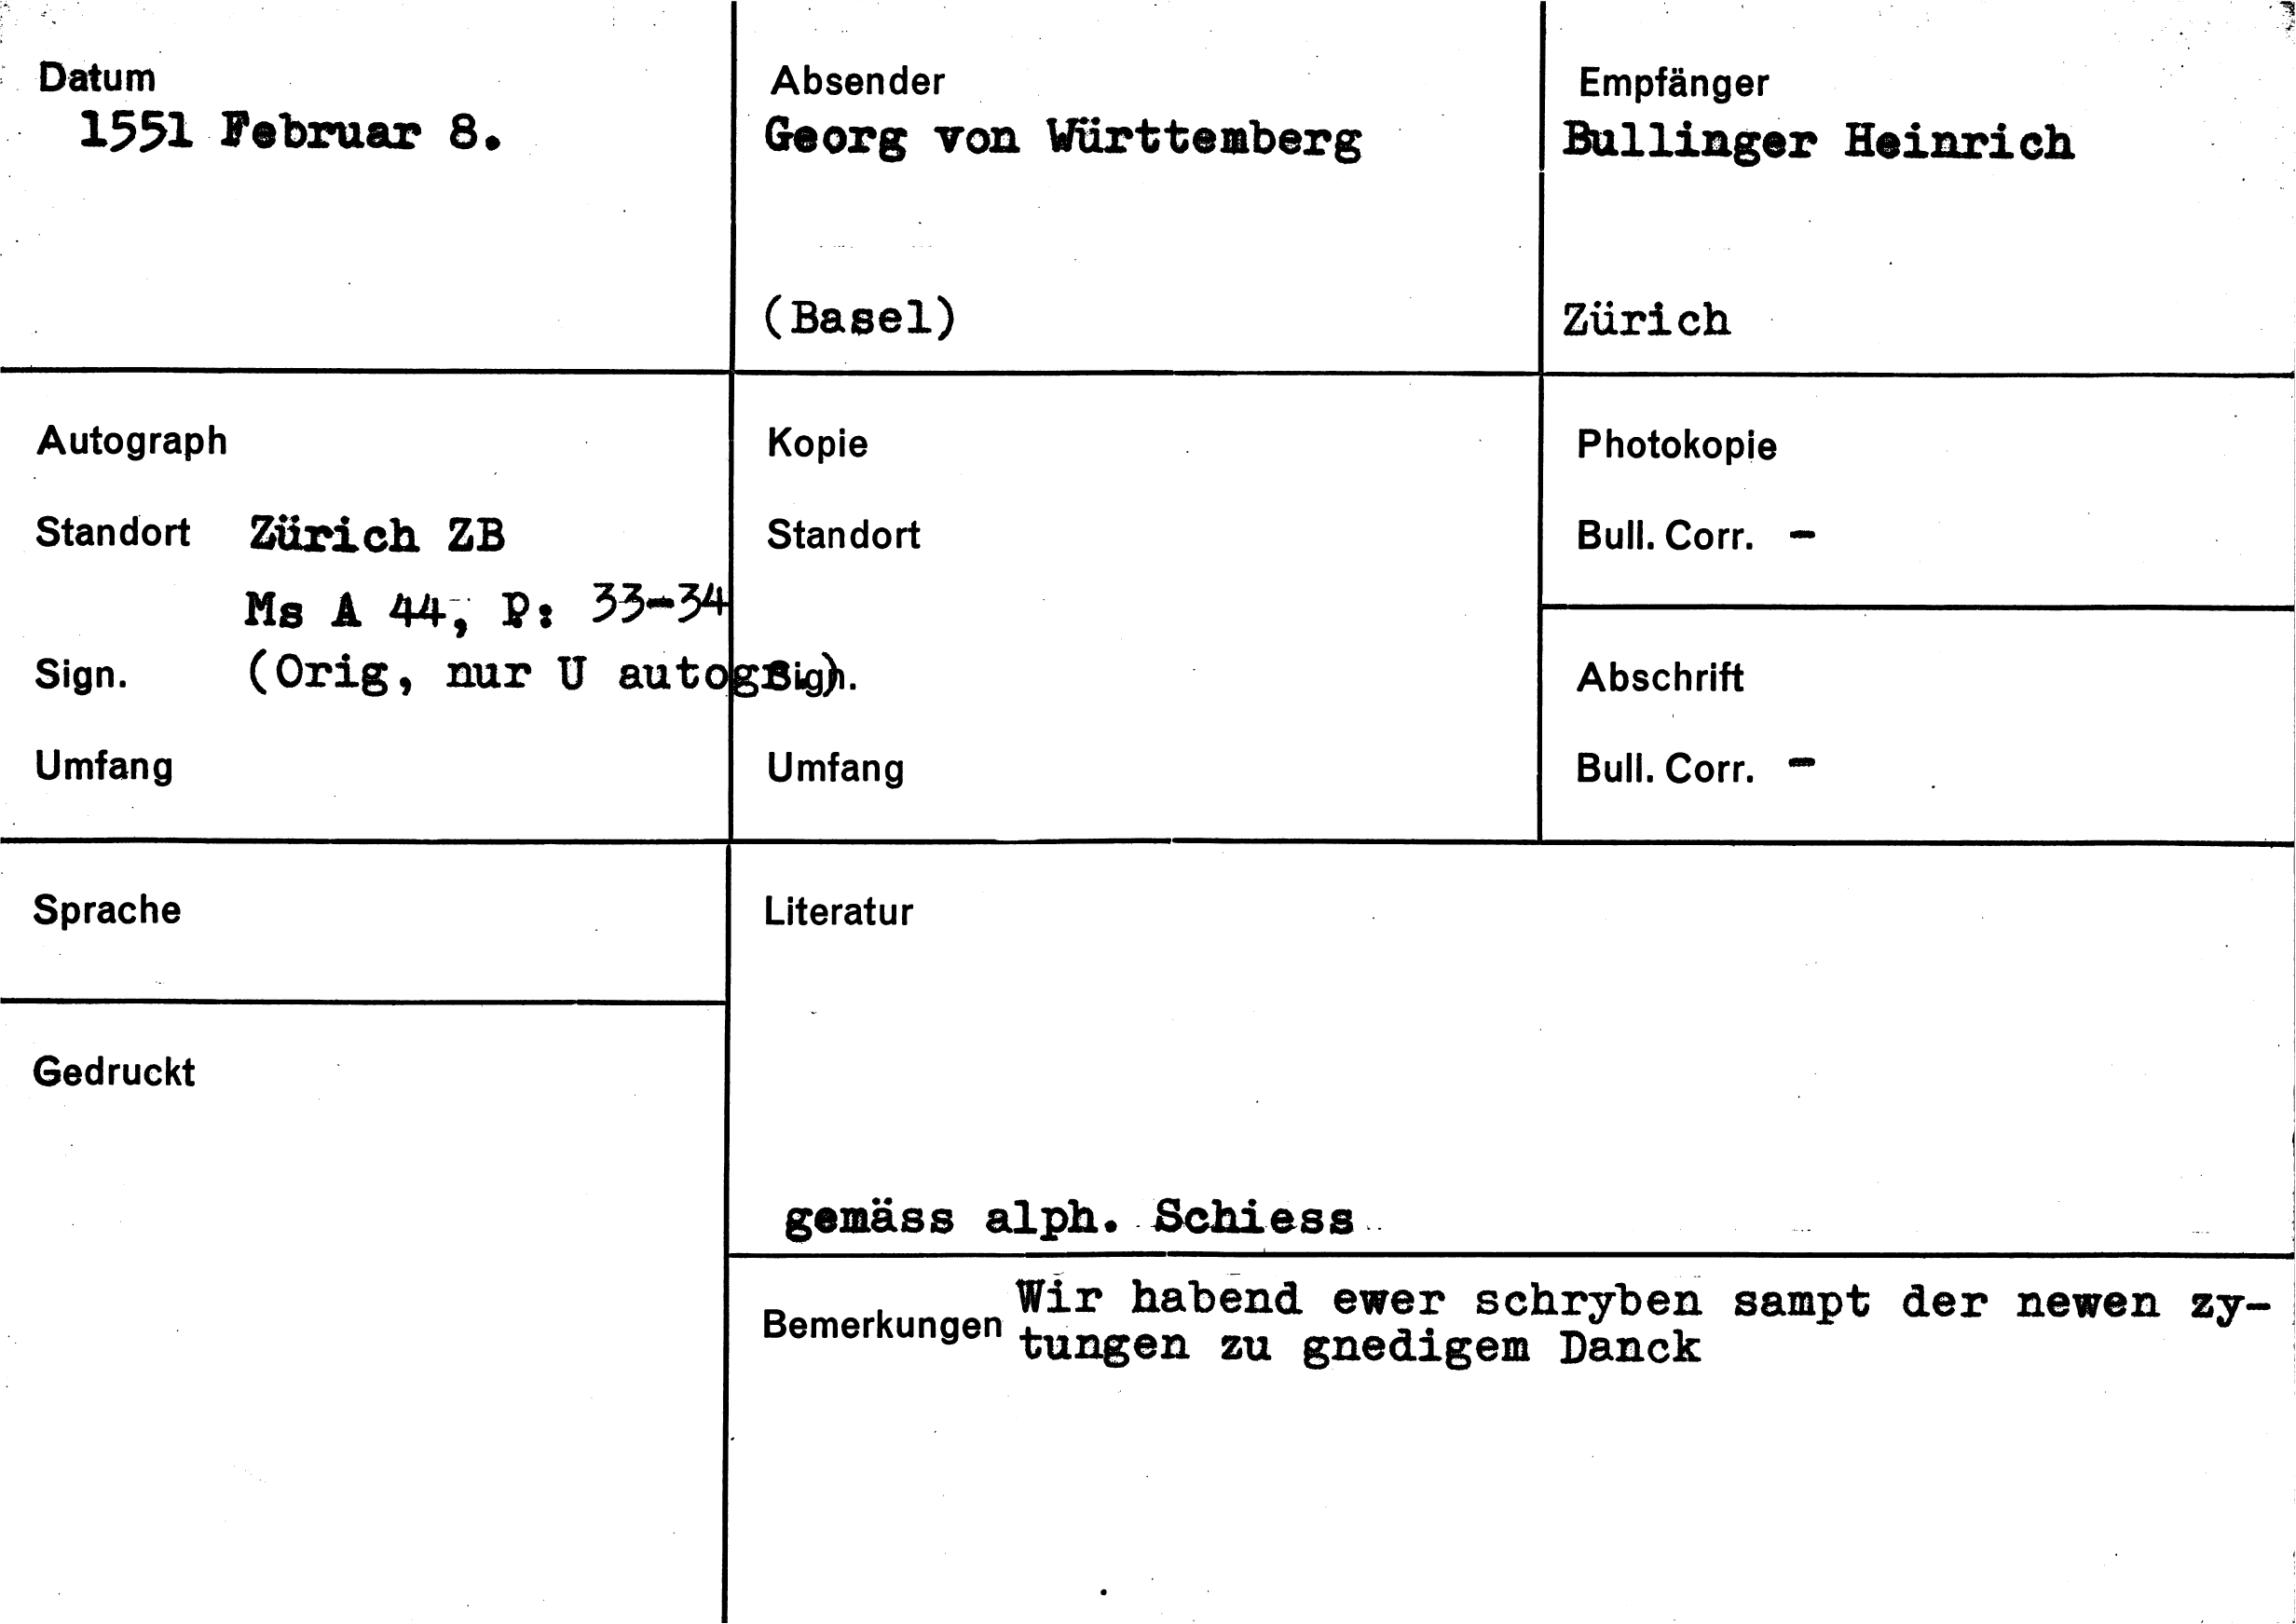 Datum
1551 Februar 8.
Absender
Georg von Württemberg
(Basel)
Empfänger
Bullinger Heinrich
Zürich
Autograph
Standort Zürich ZB
Ms A 44, p: 33-34
Sign. (Orig, nur U autogr.)
Umfang
Kopie
Standort
Sign.
Umfang
Photokopie
Bull. Corr. -
Abschrift
Bull. Corr. -
Sprache
Gedruckt
Literatur
gemäss alph. Schiess
Bemerkungen Wir habend ewer schryben sampt der newen zy-
tungen zu gnedigem Danck